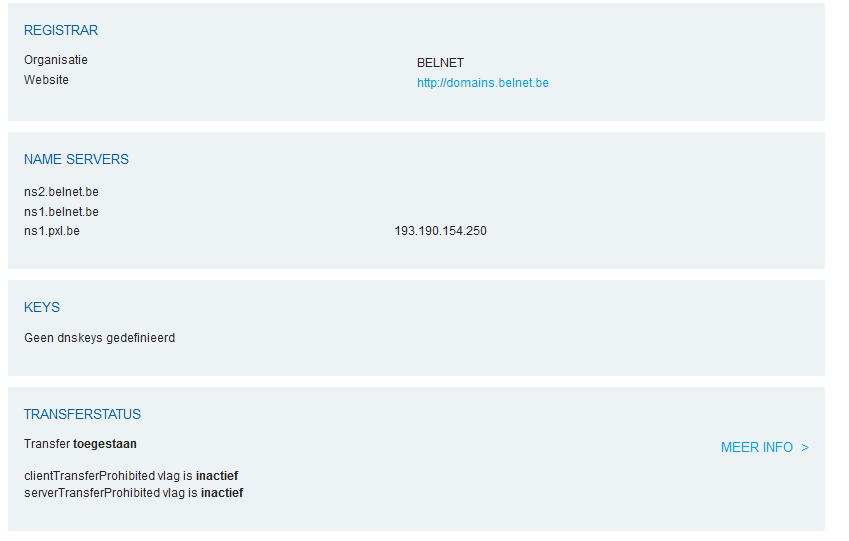 REGISTRAR
Organisatie BELNET
Website http://domains.belnet.be
NAME SERVERS
ns2.belnet.be
ns1.belnet.be
ns1.pxl.be 193.190.154.250
KEYS
Geen dnskeys gedefinieerd
TRANSFERSTATUS
Transfer toegestaan
MEER INFO >
clientTransferProhibited vlag is inactief
serverTransferProhibited vlag is inactief